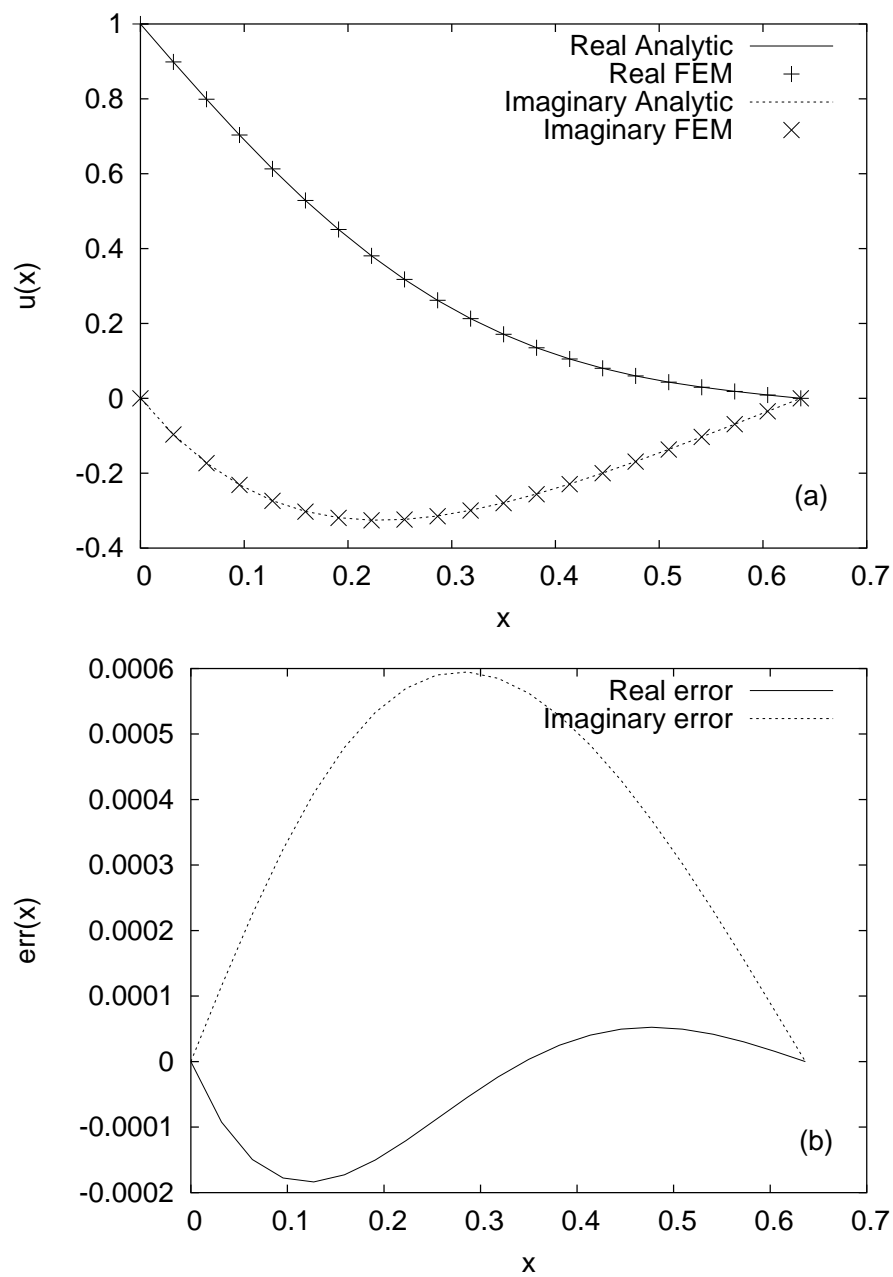 1
0.8
0.6
0.4
0.2
0
-0.2
-0.4
u(x)
Real Analytic
Real FEM
Imaginary Analytic
Imaginary FEM
(a)
0 0.1 0.2 0.3 0.4 0.5 0.6 0.7
x
0.0006
0.0005
0.0004
0.0003
0.0002
0.0001
0
-0.0001
-0.0002
err(x)
Real error
Imaginary error
(b)
0 0.1 0.2 0.3 0.4 0.5 0.6 0.7
x